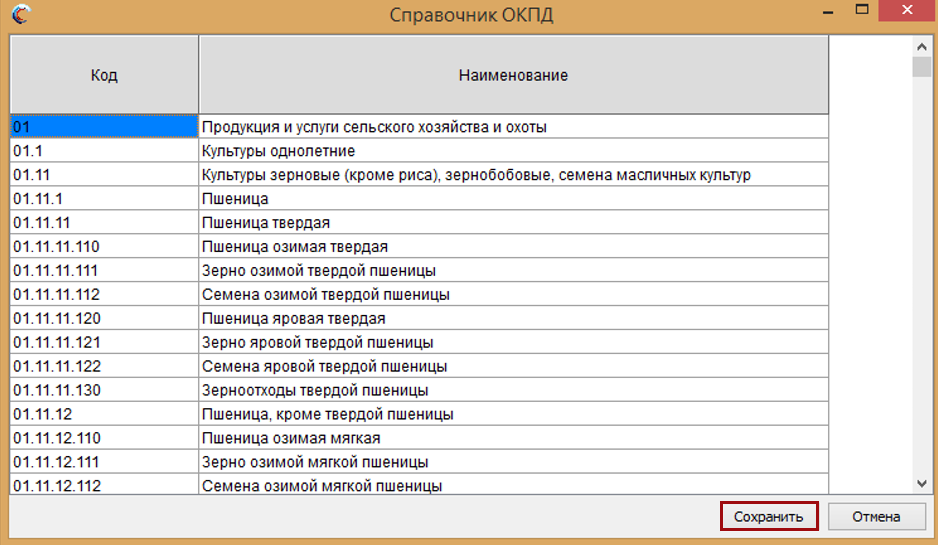 Справочник ОКПД
Код Наименование
01 Продукция и услуги сельского хозяйства и охоты
01.1 Культуры однолетние
01.11 Культуры зерновые (кроме риса), зернобобовые, семена масличных культур
01.11.1 Пшеница
01.11.11 Пшеница твердая
01.11.11.110 Пшеница озимая твердая
01.11.11.111 Зерно озимой твердой пшеницы
01.11.11.112 Семена озимой твердой пшеницы
01.11.11.120 Пшеница яровая твердая
01.11.11.121 Зерно яровой твердой пшеницы
01.11.11.122 Семена яровой твердой пшеницы
01.11.11.130 Зерноотходы твердой пшеницы
01.11.12 Пшеница, кроме твердой пшеницы
01.11.12.110 Пшеница озимая мягкая
01.11.12.111 Зерно озимой мягкой пшеницы
01.11.12.112 Семена озимой мягкой пшеницы
Сохранить Отмена